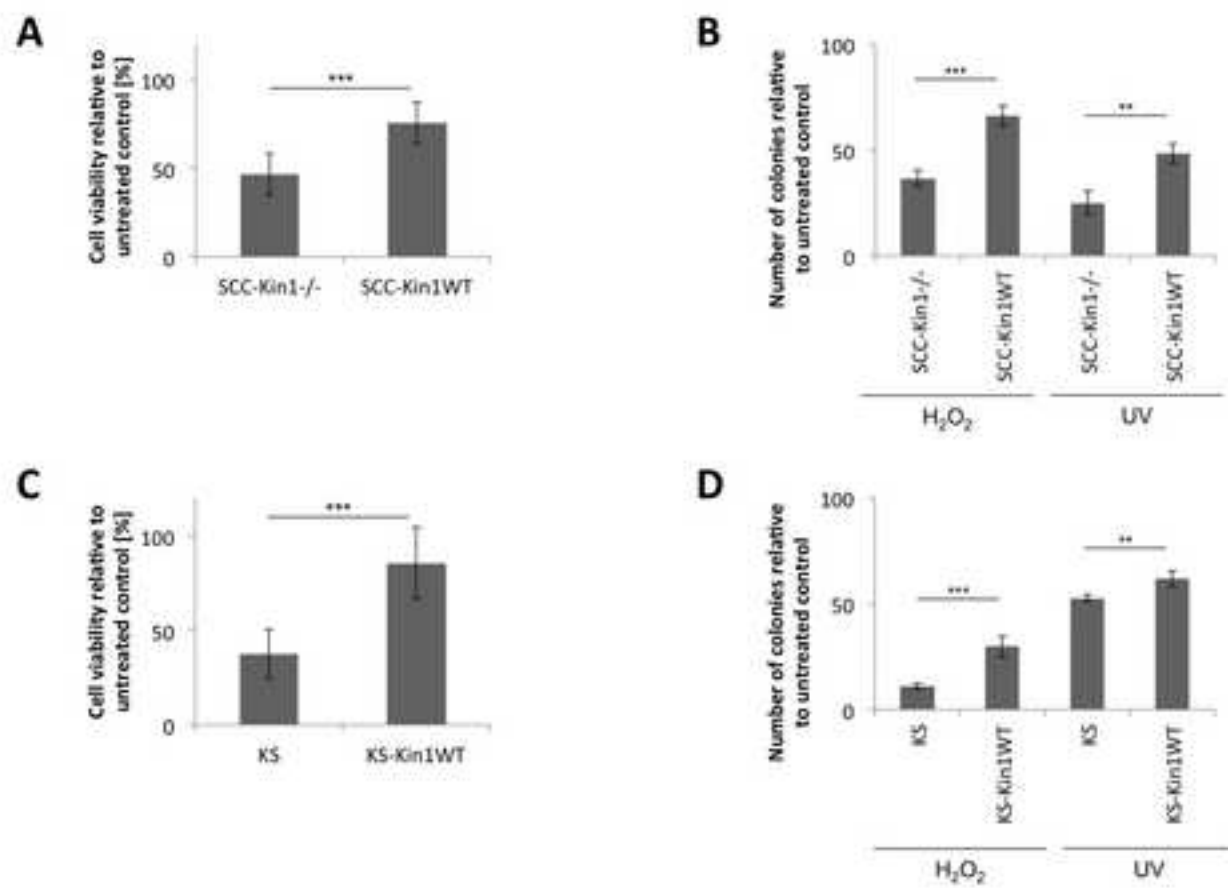 A
Cell viability relative to
untreated control [%]
100
50
0
***
SCC-Kin1-/-
SCC-Kin1WT
B
Number of colonies relative
to untreated control
100
50
0
***
**
SCC-Kin1-/-
SCC-Kin1WT
SCC-Kin1-/-
SCC-Kin1WT
H₂O₂
UV
C
Cell viability relative to
untreated control [%]
100
50
0
***
KS
KS-Kin1WT
D
Number of colonies relative
to untreated control
100
50
0
***
**
KS
KS-Kin1WT
KS
KS-Kin1WT
H₂O₂
UV